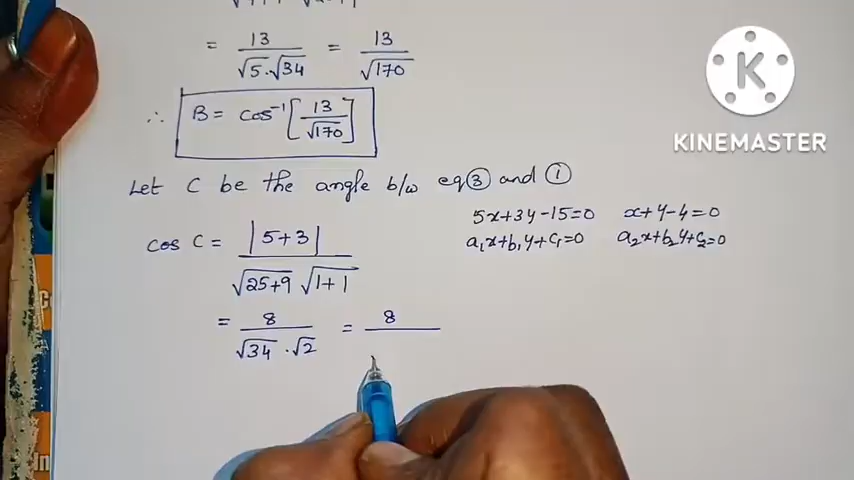 = 13 / √5.√34 = 13 / √170
∴ B = cos⁻¹ [13 / √170]
Let C be the angle b/w eq ③ and ①
5x+3y-15=0 x+y-4=0
a₁x+b₁y+c₁=0 a₂x+b₂y+c₂=0
cos C = |5+3| / √25+9 √1+1
= 8 / √34 .√2 = 8
KINEMASTER